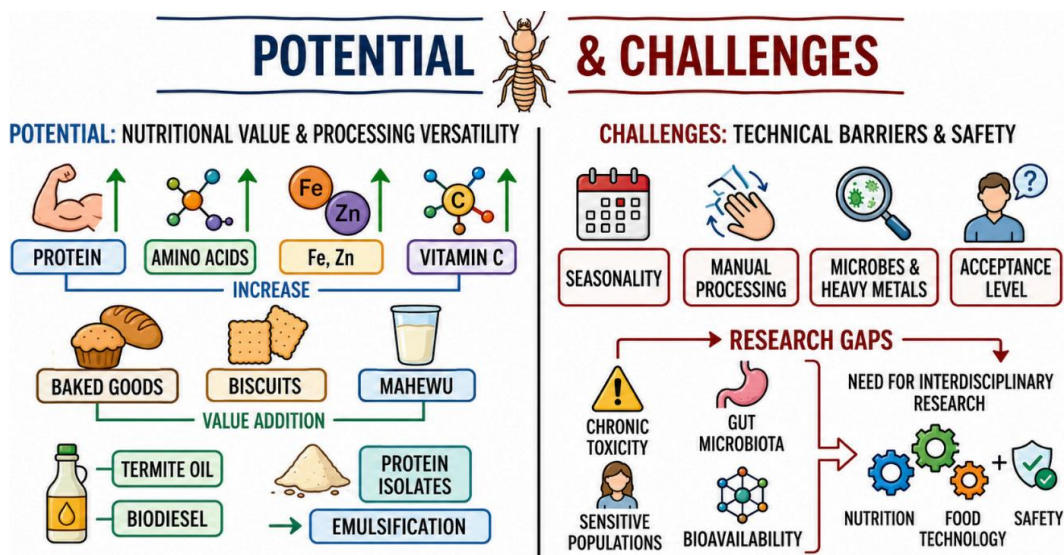 POTENTIAL & CHALLENGES
POTENTIAL: NUTRITIONAL VALUE & PROCESSING VERSATILITY
PROTEIN
AMINO ACIDS
Fe
Zn
Fe, Zn
C
VITAMIN C
INCREASE
BAKED GOODS
BISCUITS
MAHEWU
VALUE ADDITION
TERMITE OIL
BIODIESEL
PROTEIN
ISOLATES
EMULSIFICATION
CHALLENGES: TECHNICAL BARRIERS & SAFETY
?
SEASONALITY
MANUAL
PROCESSING
MICROBES &
HEAVY METALS
ACCEPTANCE
LEVEL
RESEARCH GAPS
!
CHRONIC
TOXICITY
GUT
MICROBIOTA
SENSITIVE
POPULATIONS
BIOAVAILABILITY
NEED FOR INTERDISCIPLINARY
RESEARCH
+
NUTRITION
FOOD
TECHNOLOGY
SAFETY